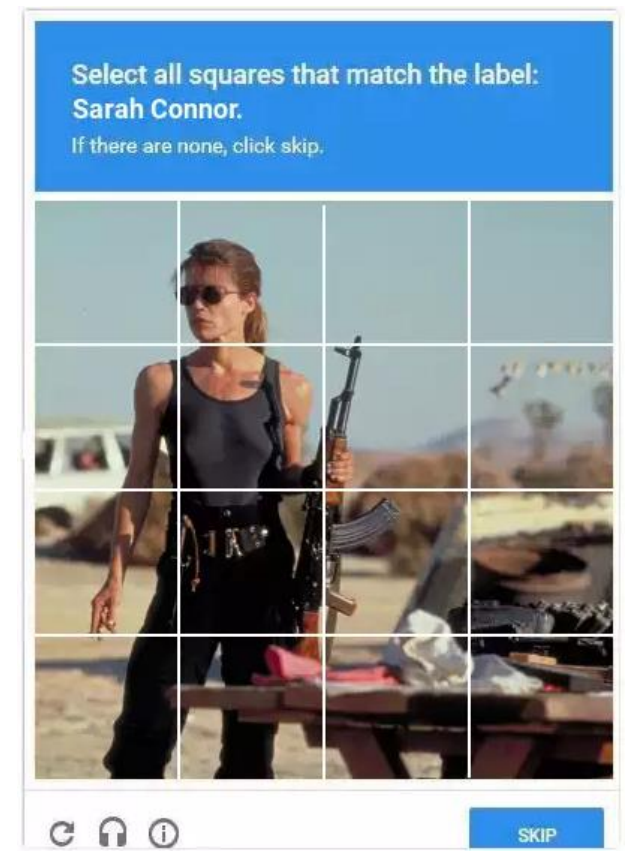 Select all squares that match the label:
Sarah Connor.
If there are none, click skip.
SKIP